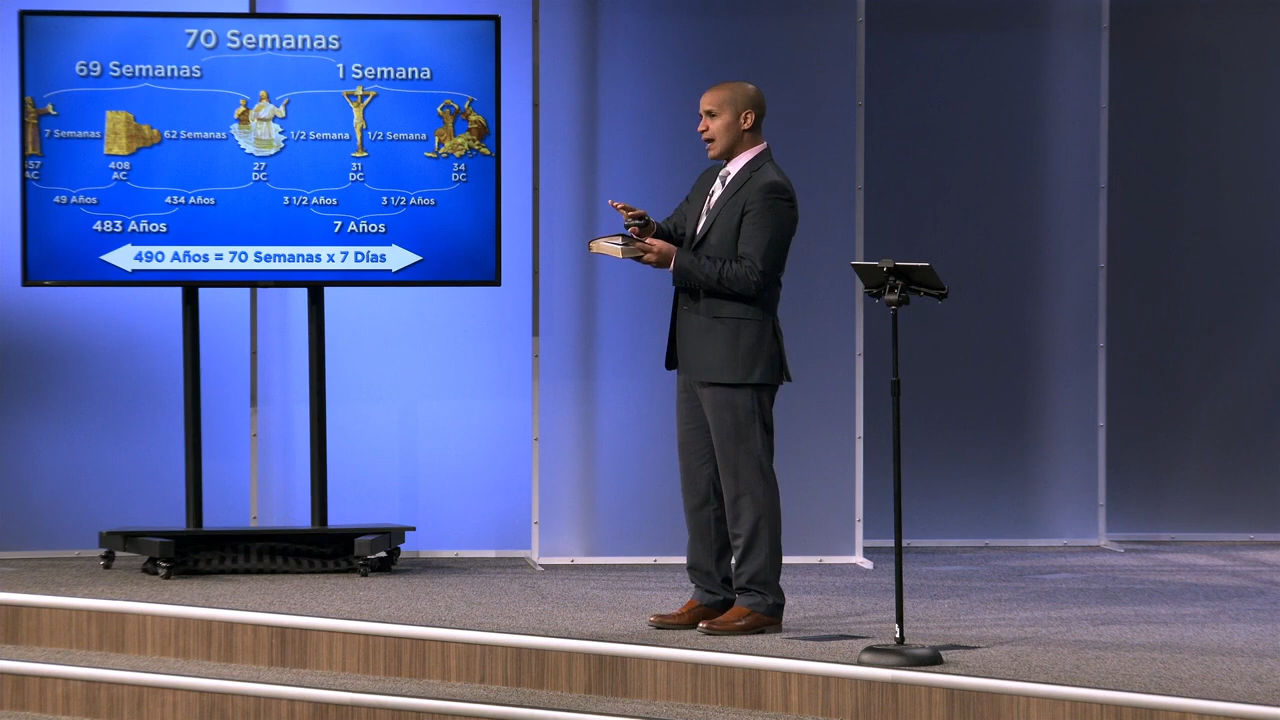 70 Semanas
69 Semanas 1 Semana
7 Semanas 62 Semanas 1/2 Semana 1/2 Semana
408 27 31 34
AC AC DC DC DC
49 Años 434 Años 3 1/2 Años 3 1/2 Años
483 Años 7 Años
490 Años = 70 Semanas x 7 Días